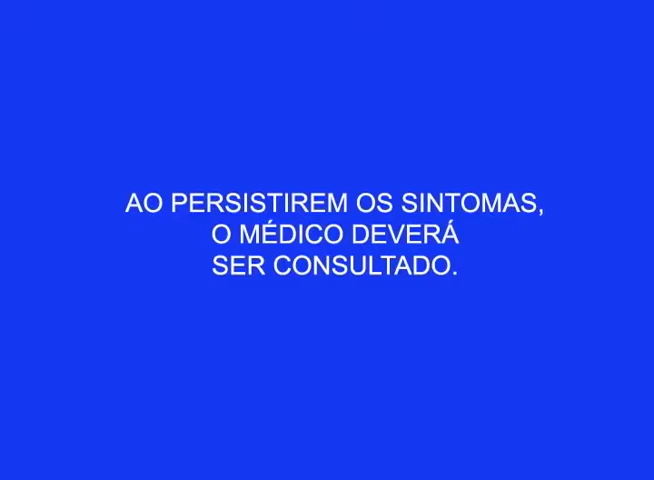 AO PERSISTIREM OS SINTOMAS,
O MÉDICO DEVERÁ
SER CONSULTADO.